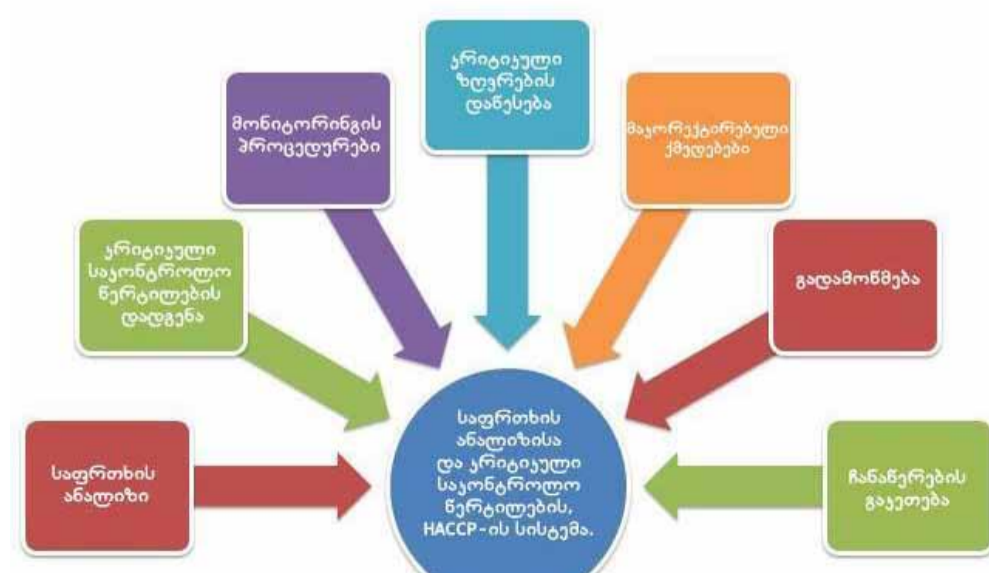 საფრთხის
ანალიზი
კრიტიკული
საკონტროლო
წერტილების
დადგენა
მონიტორინგის
პროცედურები
კრიტიკული
ზღვრების
დაწესება
მაკორექტირებელი
ქმედებები
გადამოწმება
ჩანაწერების
გაკეთება
საფრთხის
ანალიზისა
და კრიტიკული
საკონტროლო
წერტილების,
HACCP-ის სისტემა.